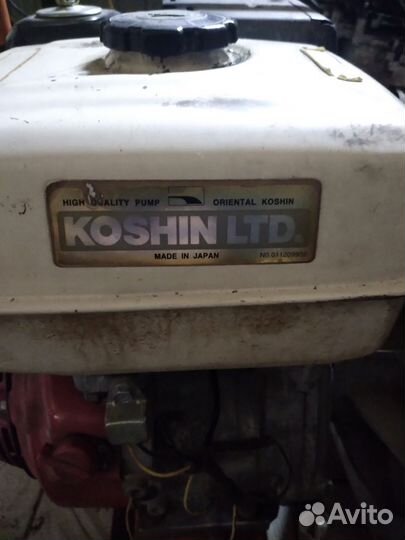 HIGH QUALITY PUMP ORIENTAL KOSHIN
KOSHIN LTD.
MADE IN JAPAN
Avito